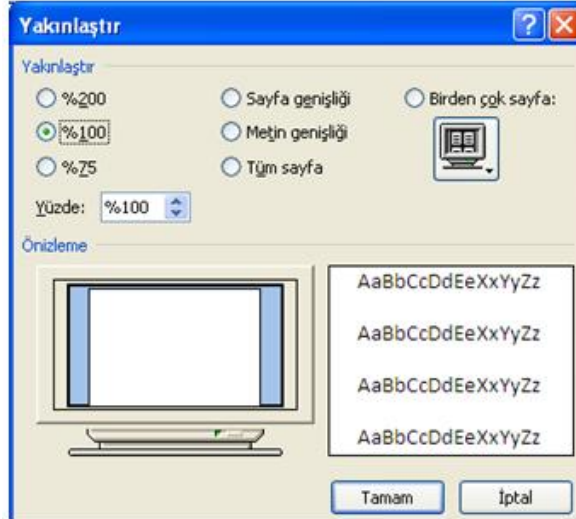 Yakınlaştır
Yakınlaştır
%200
Sayfa genişliği
Birden çok sayfa:
%100
Metin genişliği
%75
Tüm sayfa
Yüzde: %100
Önizleme
AaBbCcDdEeXxYyZz
AaBbCcDdEeXxYyZz
AaBbCcDdEeXxYyZz
AaBbCcDdEeXxYyZz
Tamam
İptal